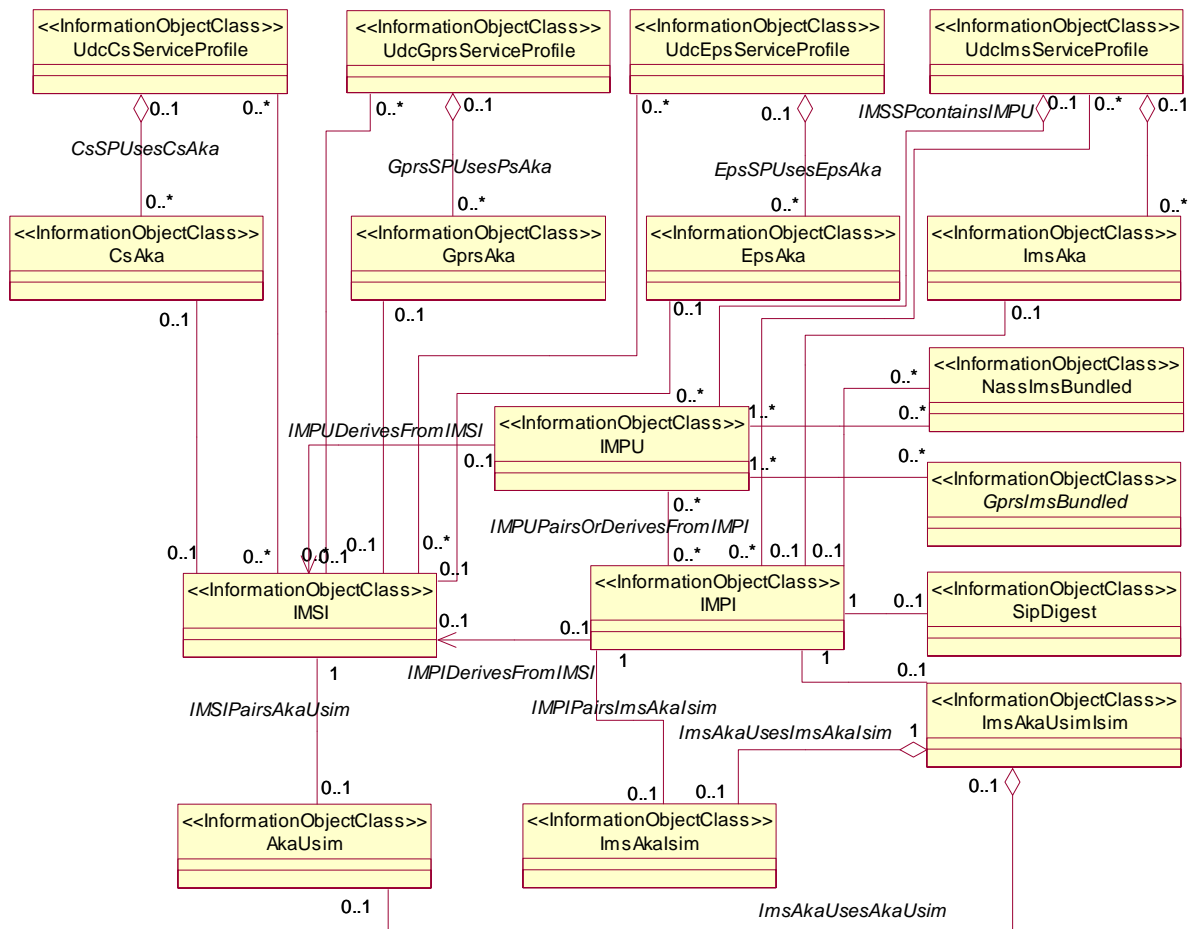 <<InformationObjectClass>>
UdcCsServiceProfile
<<InformationObjectClass>>
UdcGprsServiceProfile
<<InformationObjectClass>>
UdcEpsServiceProfile
<<InformationObjectClass>>
UdcImsServiceProfile
0..1
0..*
0..*
0..1
0..*
0..1
IMSSPcontainsIMPU
0..1
0..*
0..1
CsSPUsesCsAka
GprsSPUsesPsAka
EpsSPUsesEpsAka
0..*
0..*
0..*
0..*
<<InformationObjectClass>>
CsAka
<<InformationObjectClass>>
GprsAka
<<InformationObjectClass>>
EpsAka
<<InformationObjectClass>>
ImsAka
0..1
0..1
0..1
0..1
<<InformationObjectClass>>
NassImsBundled
0..*
0..*
0..*
1..*
<<InformationObjectClass>>
IMPU
IMPUDerivesFromIMSI
0..1
1..*
0..*
<<InformationObjectClass>>
GprsImsBundled
0..*
IMPUPairsOrDerivesFromIMPI
0..1
0..*
0..*
0..1
0..1
0..*
0..1
0..*
0..*
0..1
0..1
<<InformationObjectClass>>
IMSI
<<InformationObjectClass>>
IMPI
<<InformationObjectClass>>
SipDigest
1
0..1
0..1
0..1
IMPIDerivesFromIMSI
1
1
1
0..1
IMSIPairsAkaUsim
IMPIPairsImsAkaIsim
<<InformationObjectClass>>
ImsAkaUsimIsim
ImsAkaUsesImsAkaIsim
1
0..1
0..1
0..1
0..1
<<InformationObjectClass>>
AkaUsim
<<InformationObjectClass>>
ImsAkaIsim
0..1
ImsAkaUsesAkaUsim